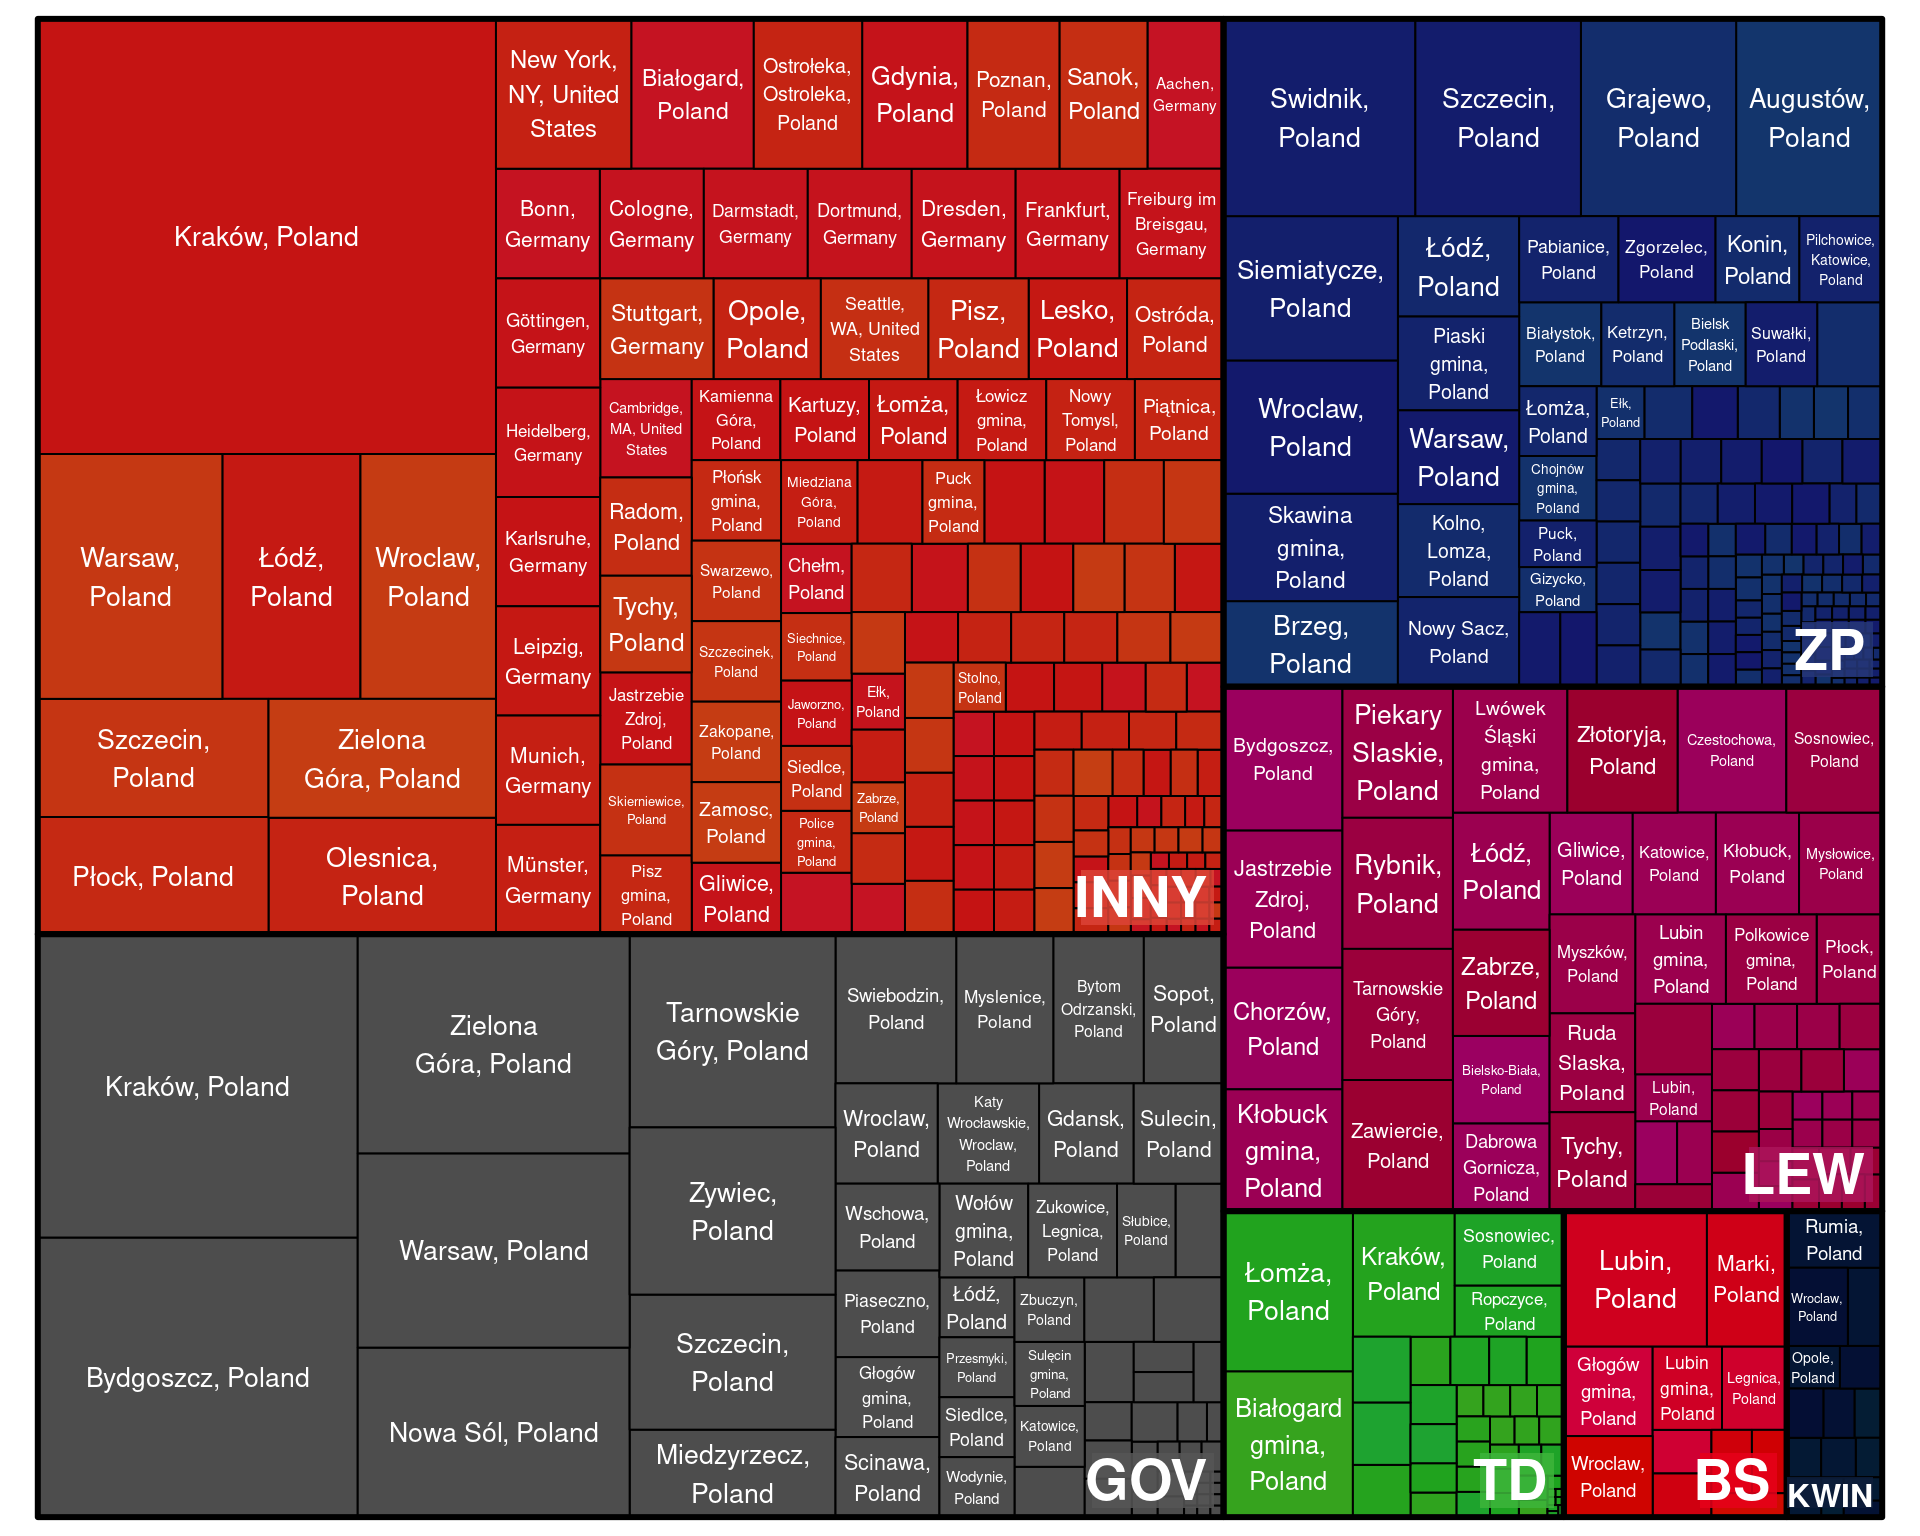 Kraków, Poland
Warsaw,
Poland
Łódź,
Poland
Wroclaw,
Poland
Szczecin,
Poland
Zielona
Góra, Poland
Płock, Poland
Olesnica,
Poland
New York,
NY, United
States
Białogard,
Poland
Ostrołeka,
Ostroleka,
Poland
Gdynia,
Poland
Poznan,
Poland
Sanok,
Poland
Aachen,
Germany
Bonn,
Germany
Cologne,
Germany
Darmstadt,
Germany
Dortmund,
Germany
Dresden,
Germany
Frankfurt,
Germany
Freiburg im
Breisgau,
Germany
Göttingen,
Germany
Heidelberg,
Germany
Karlsruhe,
Germany
Leipzig,
Germany
Munich,
Germany
Münster,
Germany
Stuttgart,
Germany
Opole,
Poland
Seattle,
WA, United
States
Pisz,
Poland
Lesko,
Poland
Ostróda,
Poland
Cambridge,
MA, United
States
Radom,
Poland
Tychy,
Poland
Jastrzebie
Zdroj,
Poland
Skierniewice,
Poland
Pisz
gmina,
Poland
Kamienna
Góra,
Poland
Kartuzy,
Poland
Łomża,
Poland
Łowicz
gmina,
Poland
Nowy
Tomysl,
Poland
Piątnica,
Poland
Płońsk
gmina,
Poland
Swarzewo,
Poland
Szczecinek,
Poland
Zakopane,
Poland
Zamosc,
Poland
Gliwice,
Poland
Miedziana
Góra,
Poland
Puck
gmina,
Poland
Chełm,
Poland
Siechnice,
Poland
Jaworzno,
Poland
Siedlce,
Poland
Police
gmina,
Poland
Ełk,
Poland
Zabrze,
Poland
Stolno,
Poland
INNY
Swidnik,
Poland
Szczecin,
Poland
Grajewo,
Poland
Augustów,
Poland
Siemiatycze,
Poland
Wroclaw,
Poland
Skawina
gmina,
Poland
Brzeg,
Poland
Łódź,
Poland
Piaski
gmina,
Poland
Warsaw,
Poland
Kolno,
Lomza,
Poland
Nowy Sacz,
Poland
Pabianice,
Poland
Zgorzelec,
Poland
Konin,
Poland
Pilchowice,
Katowice,
Poland
Białystok,
Poland
Ketrzyn,
Poland
Bielsk
Podlaski,
Poland
Suwałki,
Poland
Łomża,
Poland
Ełk,
Poland
Chojnów
gmina,
Poland
Puck,
Poland
Gizycko,
Poland
ZP
Bydgoszcz,
Poland
Jastrzebie
Zdroj,
Poland
Chorzów,
Poland
Kłobuck
gmina,
Poland
Piekary
Slaskie,
Poland
Rybnik,
Poland
Tarnowskie
Góry,
Poland
Zawiercie,
Poland
Lwówek
Śląski
gmina,
Poland
Złotoryja,
Poland
Czestochowa,
Poland
Sosnowiec,
Poland
Łódź,
Poland
Zabrze,
Poland
Bielsko-Biała,
Poland
Dabrowa
Gornicza,
Poland
Gliwice,
Poland
Katowice,
Poland
Kłobuck,
Poland
Mysłowice,
Poland
Myszków,
Poland
Ruda
Slaska,
Poland
Tychy,
Poland
Lubin
gmina,
Poland
Polkowice
gmina,
Poland
Płock,
Poland
Lubin,
Poland
LEW
Kraków, Poland
Bydgoszcz, Poland
Zielona
Góra, Poland
Warsaw, Poland
Nowa Sól, Poland
Tarnowskie
Góry, Poland
Zywiec,
Poland
Szczecin,
Poland
Miedzyrzecz,
Poland
Swiebodzin,
Poland
Myslenice,
Poland
Bytom
Odrzanski,
Poland
Sopot,
Poland
Wroclaw,
Poland
Katy
Wrocławskie,
Wroclaw,
Poland
Gdansk,
Poland
Sulecin,
Poland
Wschowa,
Poland
Piaseczno,
Poland
Głogów
gmina,
Poland
Scinawa,
Poland
Wołów
gmina,
Poland
Zukowice,
Legnica,
Poland
Słubice,
Poland
Łódź,
Poland
Przesmyki,
Poland
Siedlce,
Poland
Wodynie,
Poland
Zbuczyn,
Poland
Sulęcin
gmina,
Poland
Katowice,
Poland
GOV
Łomża,
Poland
Białogard
gmina,
Poland
Kraków,
Poland
Sosnowiec,
Poland
Ropczyce,
Poland
TD
Lubin,
Poland
Marki,
Poland
Głogów
gmina,
Poland
Lubin
gmina,
Poland
Legnica,
Poland
Wroclaw,
Poland
BS
Rumia,
Poland
Wroclaw,
Poland
Opole,
Poland
KWIN